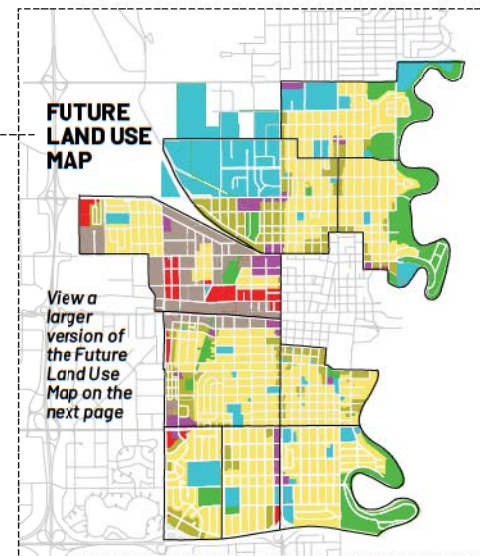 FUTURE
LAND USE
MAP
View a
larger
version of
the Future
Land Use
Map on the
next page